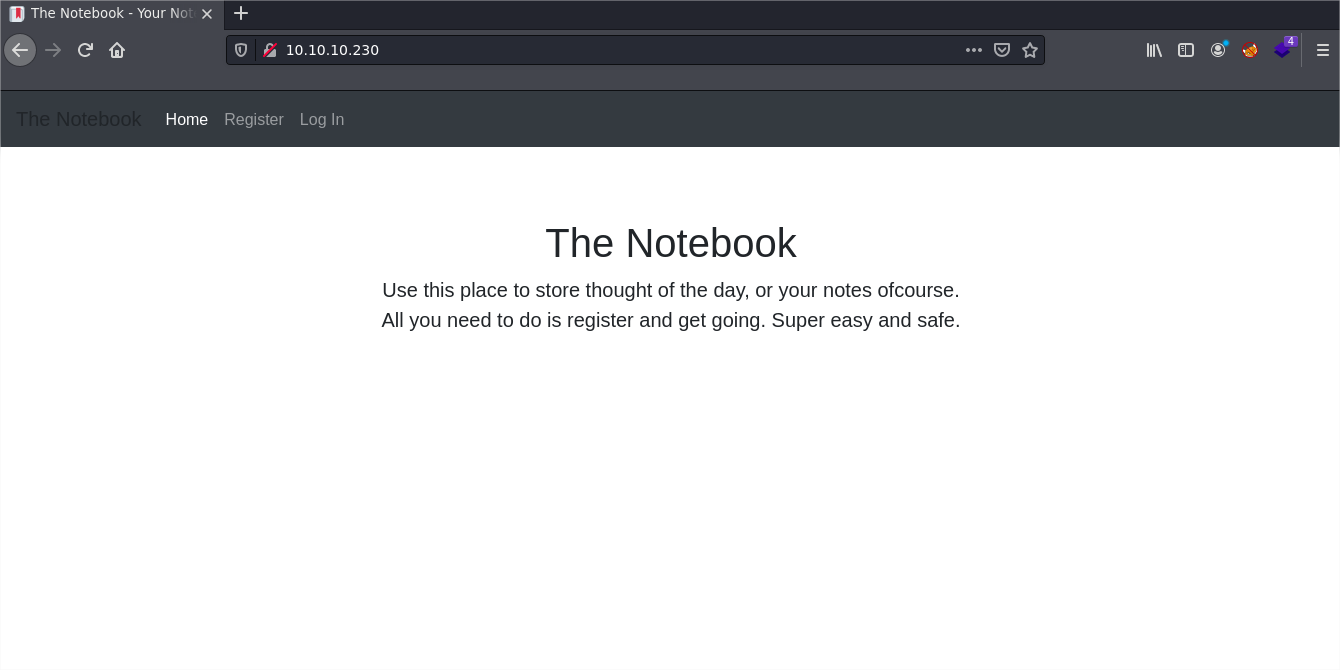 The Notebook - Your Not
10.10.10.230
4
The Notebook Home Register Log In
The Notebook
Use this place to store thought of the day, or your notes ofcourse.
All you need to do is register and get going. Super easy and safe.